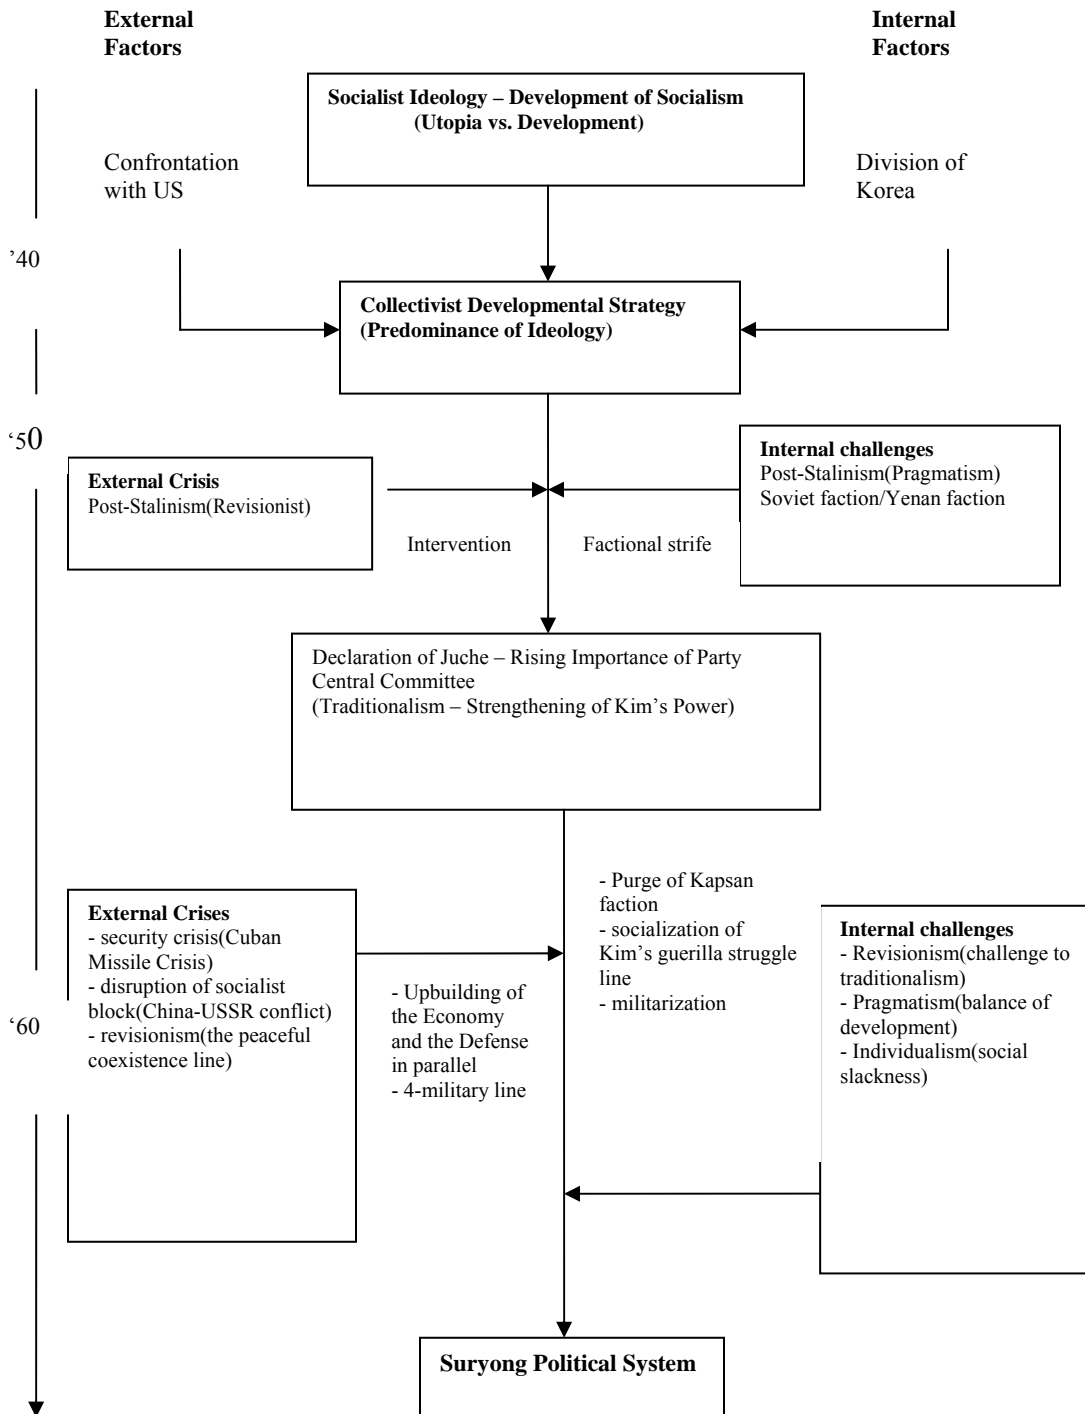 External
Factors
Internal
Factors
Socialist Ideology – Development of Socialism
(Utopia vs. Development)
Confrontation
with US
Division of
Korea
’40
Collectivist Developmental Strategy
(Predominance of Ideology)
‘50
External Crisis
Post-Stalinism(Revisionist)
Internal challenges
Post-Stalinism(Pragmatism)
Soviet faction/Yenan faction
Intervention
Factional strife
Declaration of Juche – Rising Importance of Party
Central Committee
(Traditionalism – Strengthening of Kim’s Power)
External Crises
- security crisis(Cuban
Missile Crisis)
- disruption of socialist
block(China-USSR conflict)
- revisionism(the peaceful
coexistence line)
- Upbuilding of
the Economy
and the Defense
in parallel
- 4-military line
- Purge of Kapsan
faction
- socialization of
Kim’s guerilla struggle
line
- militarization
Internal challenges
- Revisionism(challenge to
traditionalism)
- Pragmatism(balance of
development)
- Individualism(social
slackness)
‘60
Suryong Political System